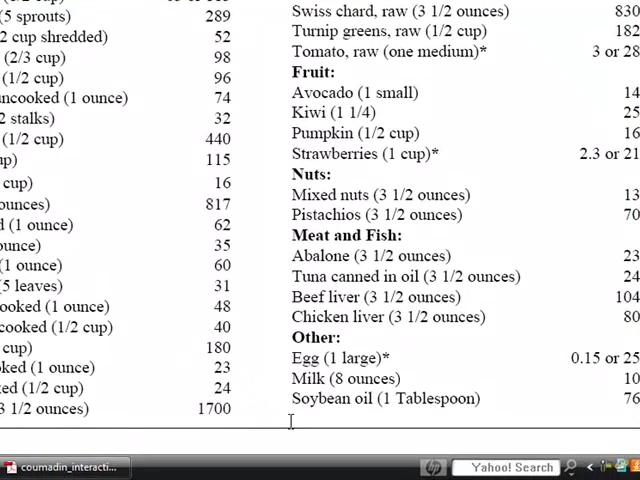 (5 sprouts) 289
2 cup shredded) 52
(2/3 cup) 98
(1/2 cup) 96
uncooked (1 ounce) 74
2 stalks) 32
(1/2 cup) 440
up) 115
cup) 16
ounces) 817
d (1 ounce) 62
ounce) 35
(1 ounce) 60
(5 leaves) 31
ooked (1 ounce) 48
cooked (1/2 cup) 40
cup) 180
oked (1 ounce) 23
ked (1/2 cup) 24
3 1/2 ounces) 1700
Swiss chard, raw (3 1/2 ounces) 830
Turnip greens, raw (1/2 cup) 182
Tomato, raw (one medium)* 3 or 28
Fruit:
Avocado (1 small) 14
Kiwi (1 1/4) 25
Pumpkin (1/2 cup) 16
Strawberries (1 cup)* 2.3 or 21
Nuts:
Mixed nuts (3 1/2 ounces) 13
Pistachios (3 1/2 ounces) 70
Meat and Fish:
Abalone (3 1/2 ounces) 23
Tuna canned in oil (3 1/2 ounces) 24
Beef liver (3 1/2 ounces) 104
Chicken liver (3 1/2 ounces) 80
Other:
Egg (1 large)* 0.15 or 25
Milk (8 ounces) 10
Soybean oil (1 Tablespoon) 76
coumadin_interacti...
hp
Yahoo! Search